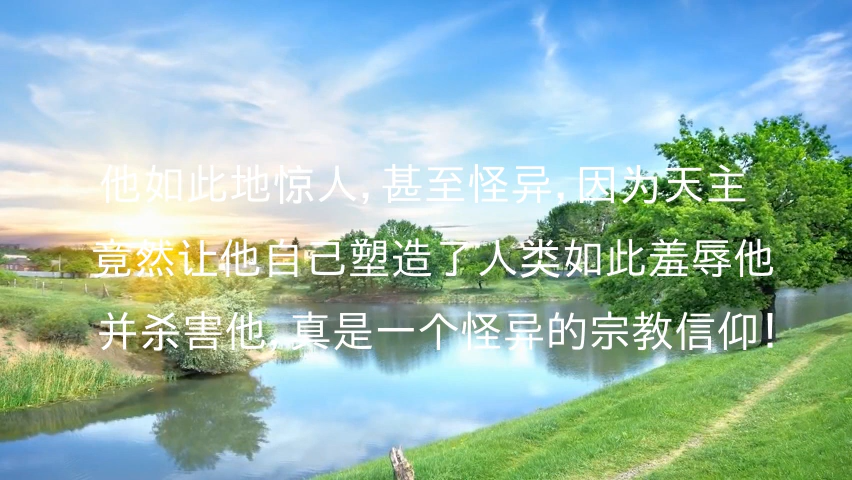 他如此地惊人,甚至怪异,因为天主
竟然让他自己塑造了人类如此羞辱他
并杀害他,真是一个怪异的宗教信仰!